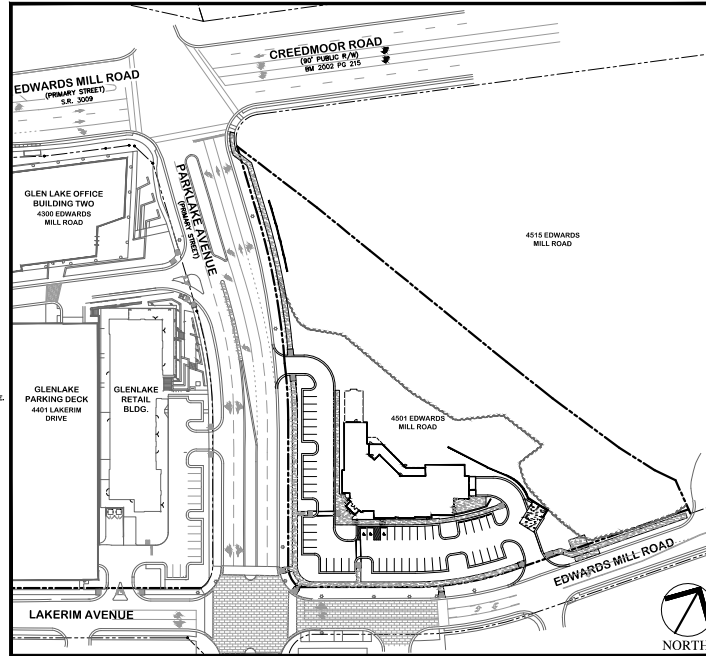 CREEDMOOR ROAD
(90' PUBLIC R/W)
BM 2002 PG 215
EDWARDS MILL ROAD
(PRIMARY STREET)
S.R. 3009
PARKLAKE AVENUE
(PRIMARY STREET)
GLEN LAKE OFFICE
BUILDING TWO
4300 EDWARDS
MILL ROAD
4515 EDWARDS
MILL ROAD
GLENLAKE
PARKING DECK
4401 LAKERIM
DRIVE
GLENLAKE
RETAIL
BLDG.
4501 EDWARDS
MILL ROAD
EDWARDS MILL ROAD
LAKERIM AVENUE
NORTH